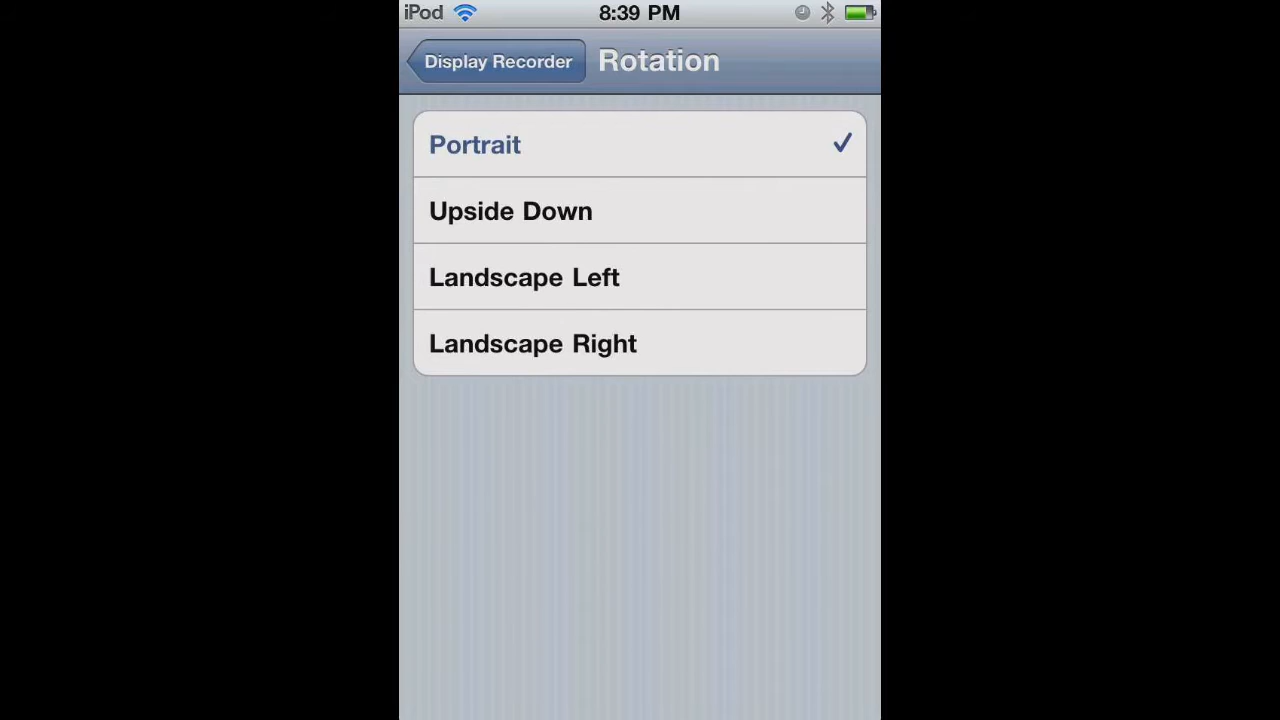 iPod 8:39 PM
Display Recorder Rotation
Portrait
Upside Down
Landscape Left
Landscape Right